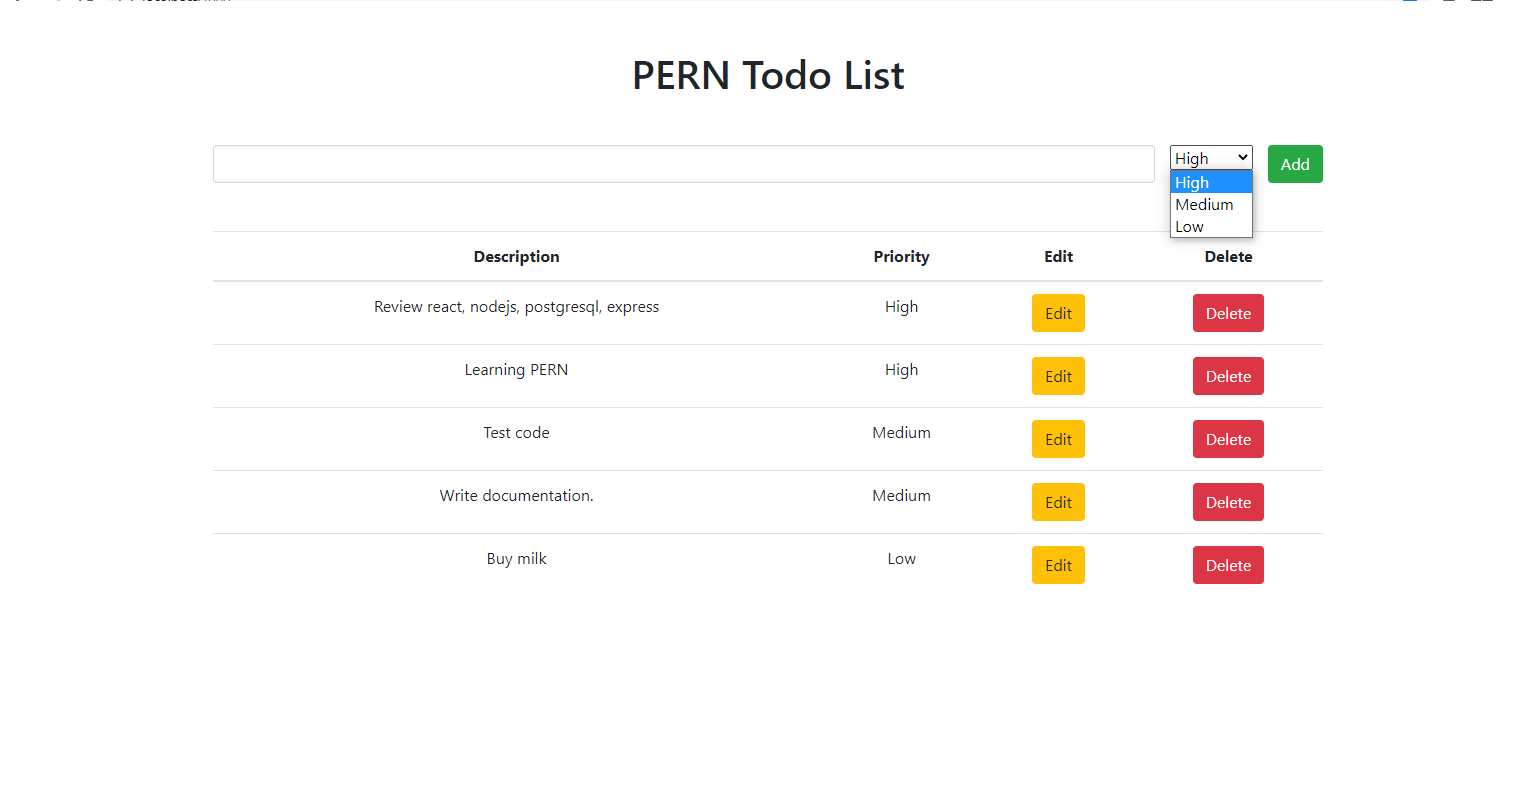 PERN Todo List
High
Add
High
Medium
Low
Description Priority Edit Delete
Review react, nodejs, postgresql, express High Edit Delete
Learning PERN High Edit Delete
Test code Medium Edit Delete
Write documentation. Medium Edit Delete
Buy milk Low Edit Delete